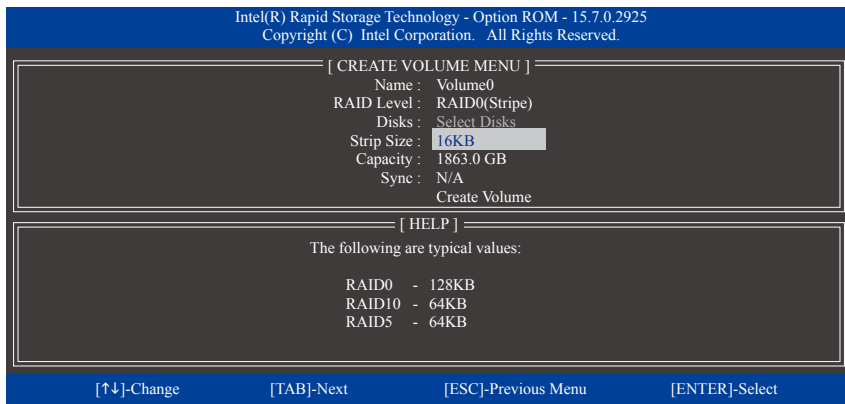 Intel(R) Rapid Storage Technology - Option ROM - 15.7.0.2925
Copyright (C) Intel Corporation. All Rights Reserved.
[ CREATE VOLUME MENU ]
Name : Volume0
RAID Level : RAID0(Stripe)
Disks : Select Disks
Strip Size : 16KB
Capacity : 1863.0 GB
Sync : N/A
Create Volume
[ HELP ]
The following are typical values:
RAID0 - 128KB
RAID10 - 64KB
RAID5 - 64KB
[↑↓]-Change [TAB]-Next [ESC]-Previous Menu [ENTER]-Select